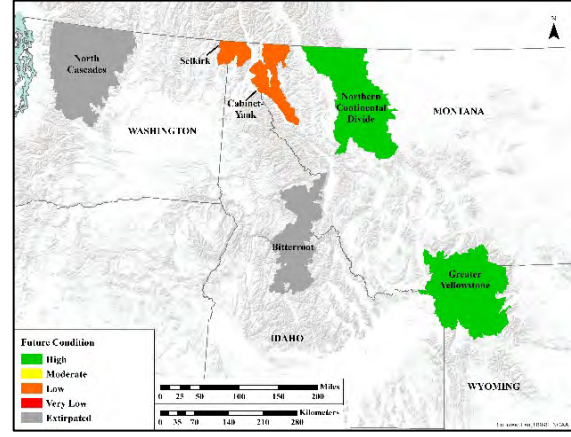 N
North
Cascades
Selkirk
Cabinet-
Yaak
Northern
Continental
Divide
MONTANA
WASHINGTON
Bitterroot
Greater
Yellowstone
IDAHO
WYOMING
Future Condition
High
Moderate
Low
Very Low
Extirpated
Miles
0 25 50 100 150 200
Kilometers
0 35 70 140 210 280